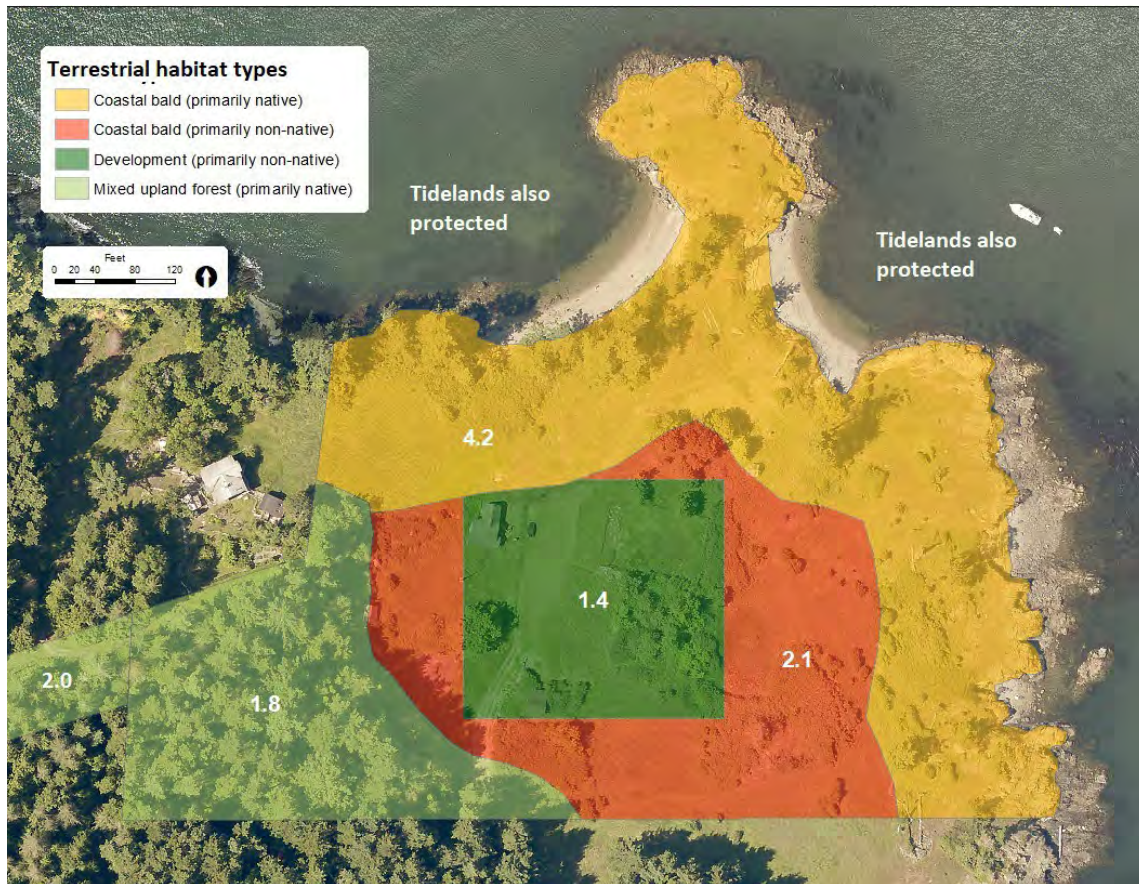 Terrestrial habitat types
Coastal bald (primarily native)
Coastal bald (primarily non-native)
Development (primarily non-native)
Mixed upland forest (primarily native)
Feet
0 20 40 80 120
Tidelands also
protected
Tidelands also
protected
4.2
1.4
2.1
2.0
1.8